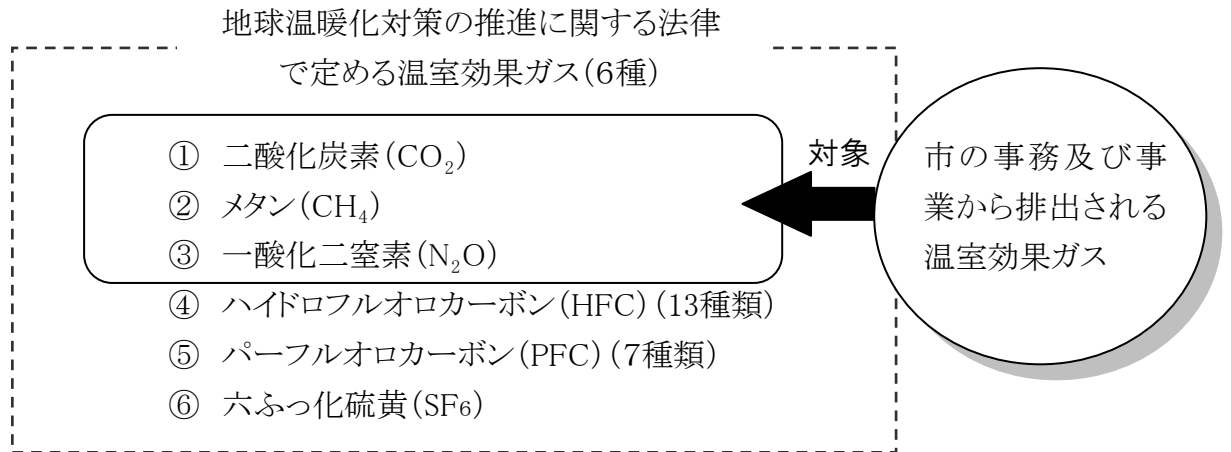 地球温暖化対策の推進に関する法律
で定める温室効果ガス(6種)
① 二酸化炭素(CO₂)
② メタン(CH₄)
③ 一酸化二窒素(N₂O)
④ ハイドロフルオロカーボン(HFC)(13種類)
⑤ パーフルオロカーボン(PFC)(7種類)
⑥ 六ふっ化硫黄(SF₆)
対象
市の事務及び事
業から排出される
温室効果ガス